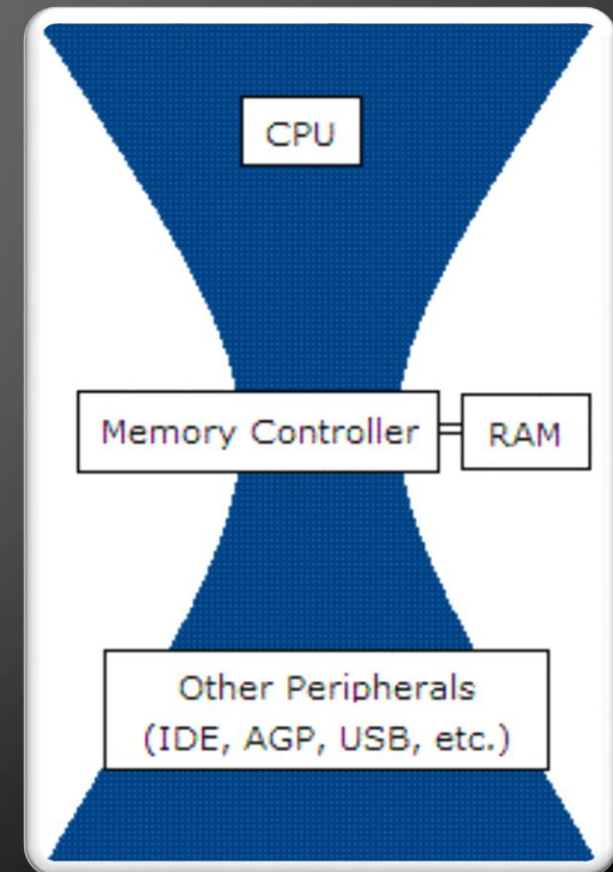 CPU
Memory Controller
RAM
Other Peripherals
(IDE, AGP, USB, etc.)